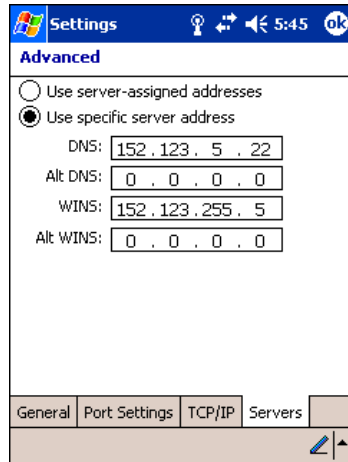 Settings 5:45 ok
Advanced
Use server-assigned addresses
Use specific server address
DNS: 152 . 123 . 5 . 22
Alt DNS: 0 . 0 . 0 . 0
WINS: 152 . 123 . 255 . 5
Alt WINS: 0 . 0 . 0 . 0
General Port Settings TCP/IP Servers